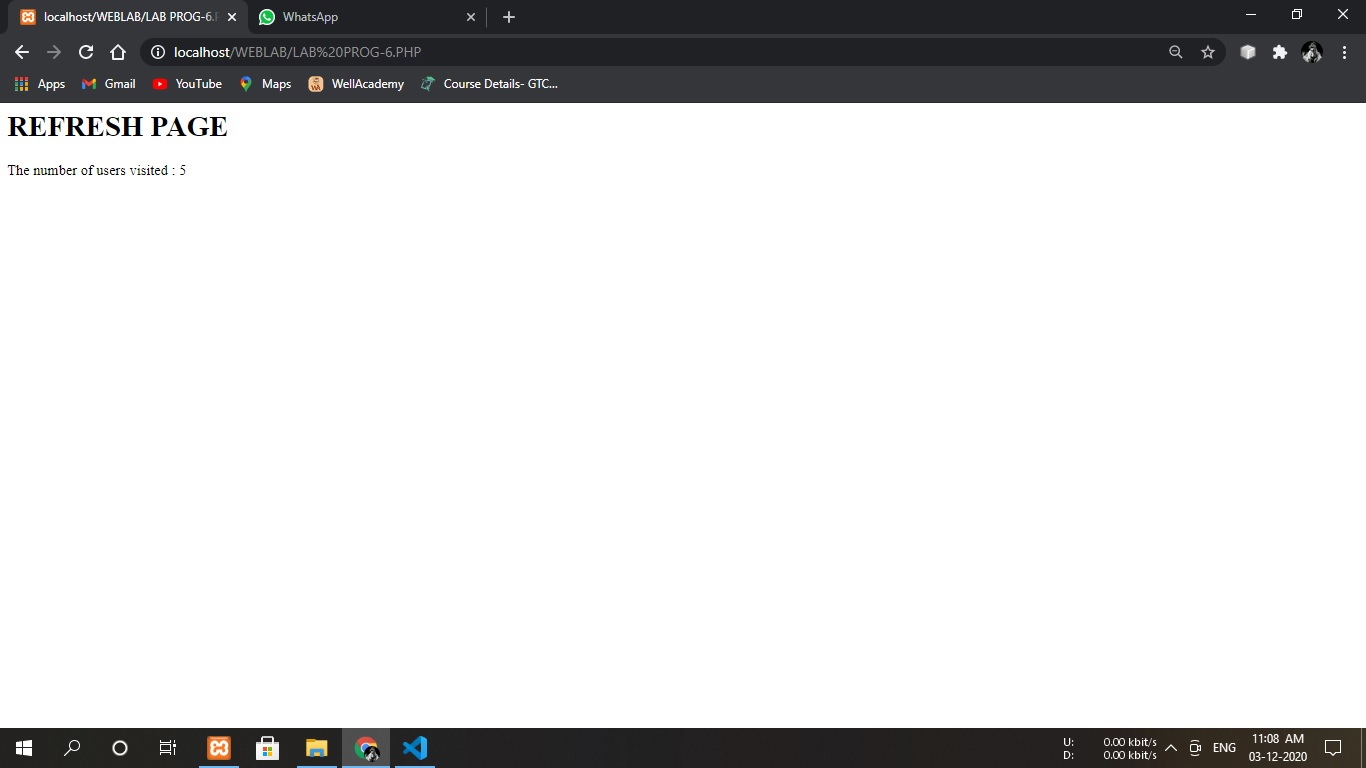 localhost/WEBLAB/LAB PROG-6.P
WhatsApp
localhost/WEBLAB/LAB%20PROG-6.PHP
Apps
Gmail
YouTube
Maps
WellAcademy
Course Details- GTC...
REFRESH PAGE
The number of users visited : 5
U: 0.00 kbit/s
D: 0.00 kbit/s
ENG
11:08 AM
03-12-2020